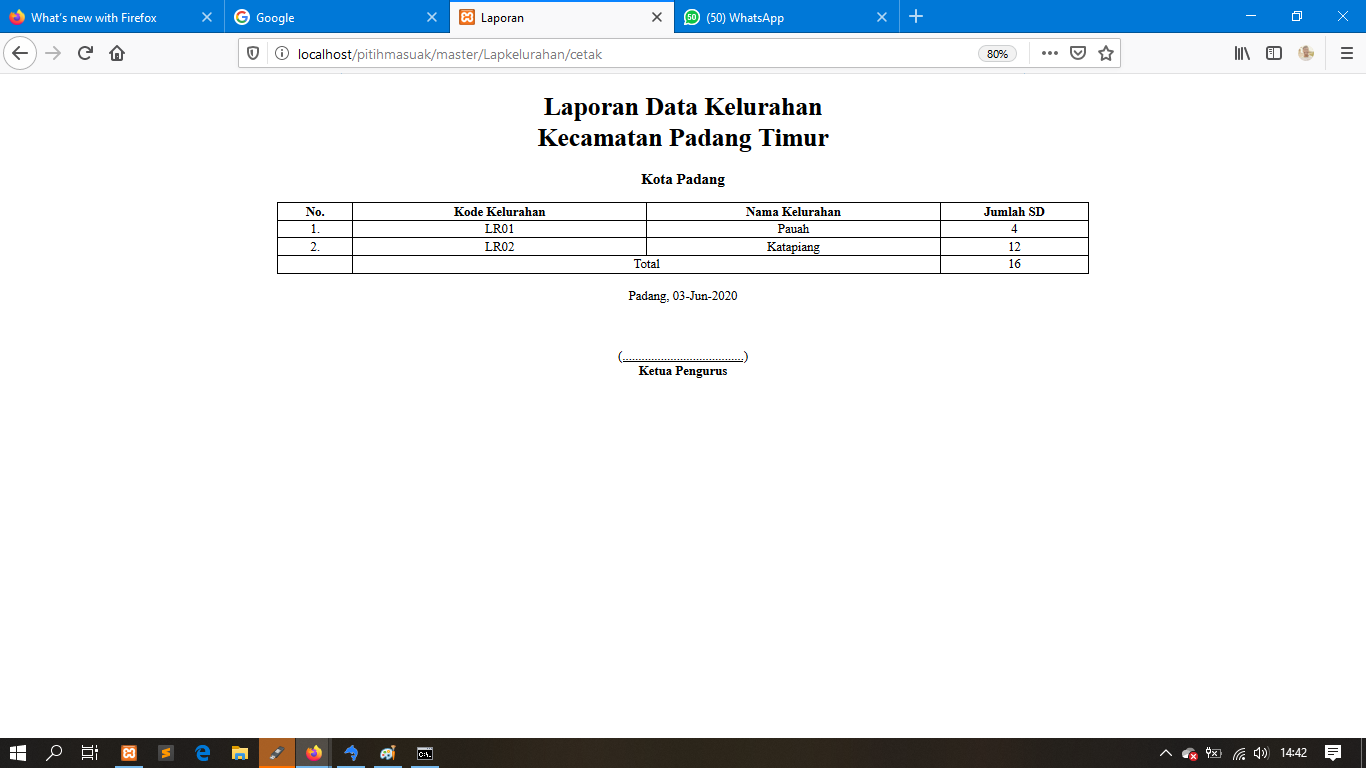 What's new with Firefox
Google
Laporan
(50) WhatsApp
localhost/pitihmasuak/master/Lapkelurahan/cetak
80%
Laporan Data Kelurahan
Kecamatan Padang Timur
Kota Padang
No. Kode Kelurahan Nama Kelurahan Jumlah SD
1. LR01 Pauah 4
2. LR02 Katapiang 12
Total 16
Padang, 03-Jun-2020
(......................................)
Ketua Pengurus
14:42